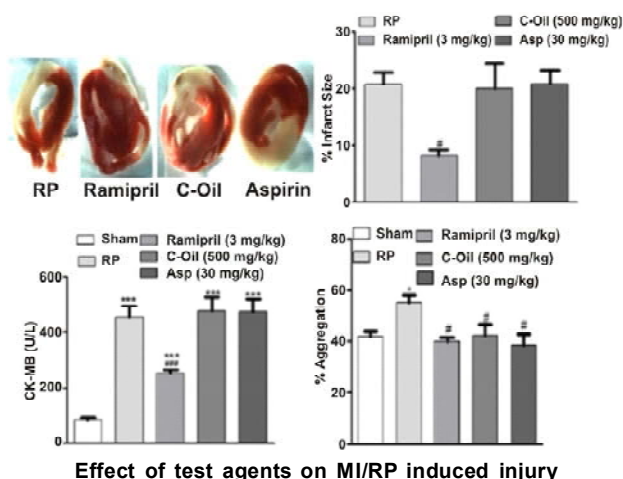 RP Ramipril C-Oil Aspirin
RP
Ramipril (3 mg/kg)
C-Oil (500 mg/kg)
Asp (30 mg/kg)
% Infarct Size
30
20
10
0
#
Sham
RP
Ramipril (3 mg/kg)
C-Oil (500 mg/kg)
Asp (30 mg/kg)
CK-MB (U/L)
600
400
200
0
***
***
###
***
***
Sham
RP
Ramipril (3 mg/kg)
C-Oil (500 mg/kg)
Asp (30 mg/kg)
% Aggregation
80
60
40
20
0
*
#
#
#
Effect of test agents on MI/RP induced injury